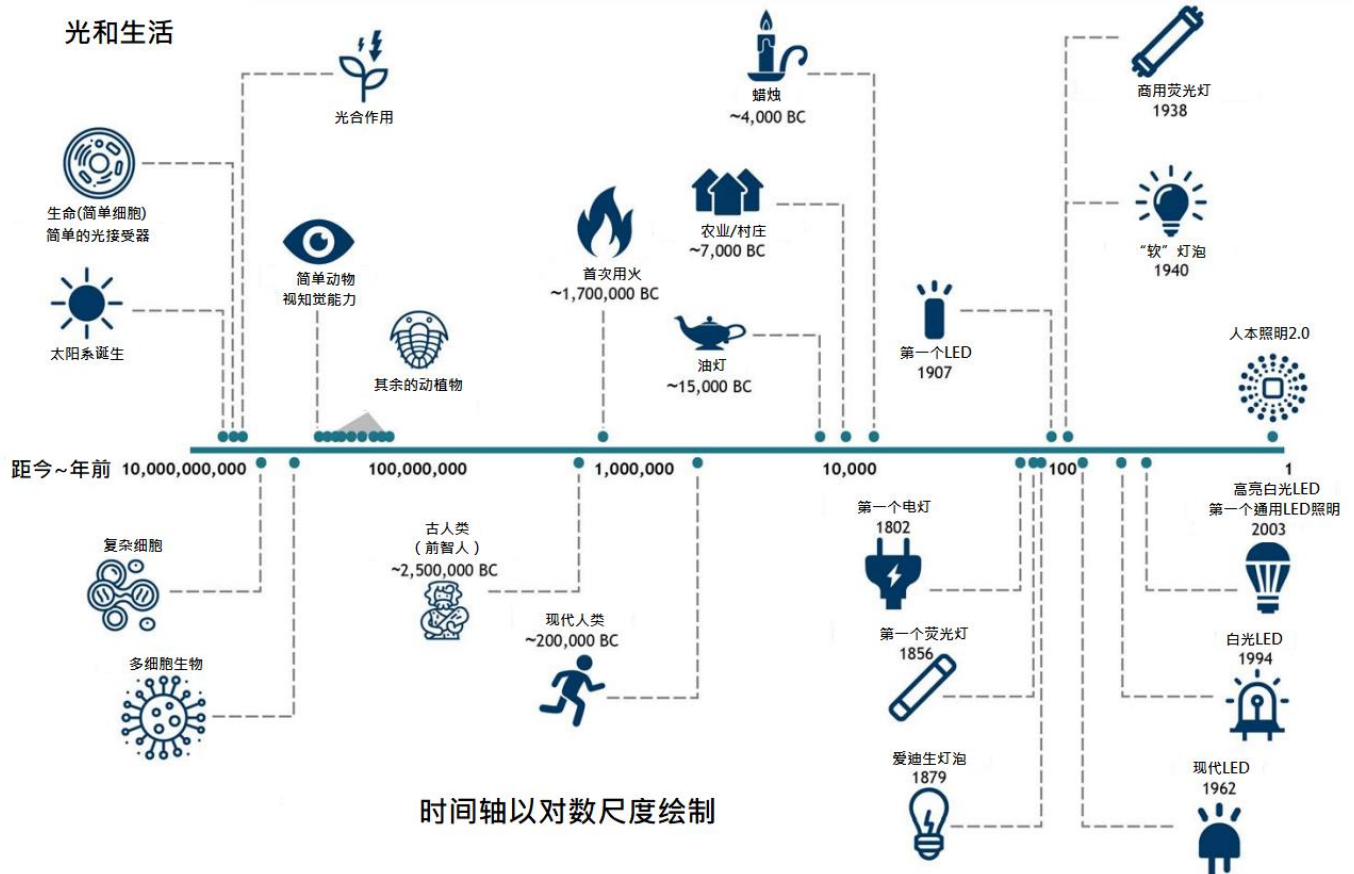 光和生活
光合作用
生命(简单细胞)
简单的光接受器
太阳系诞生
简单动物
视知觉能力
其余的动植物
首次用火
~1,700,000 BC
蜡烛
~4,000 BC
农业/村庄
~7,000 BC
油灯
~15,000 BC
第一个LED
1907
商用荧光灯
1938
“软”灯泡
1940
人本照明2.0
距今~年前
10,000,000,000
100,000,000
1,000,000
10,000
100
1
复杂细胞
多细胞生物
古人类
（前智人）
~2,500,000 BC
现代人类
~200,000 BC
第一个电灯
1802
第一个荧光灯
1856
爱迪生灯泡
1879
高亮白光LED
第一个通用LED照明
2003
白光LED
1994
现代LED
1962
时间轴以对数尺度绘制